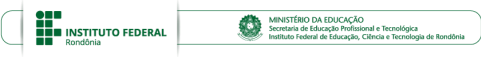 INSTITUTO FEDERAL
Rondônia
MINISTÉRIO DA EDUCAÇÃO
Secretaria de Educação Profissional e Tecnológica
Instituto Federal de Educação, Ciência e Tecnologia de Rondônia